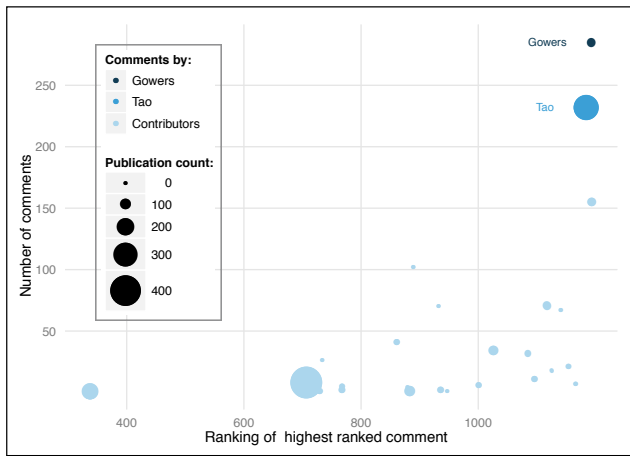 Gowers
Tao
Comments by:
Gowers
Tao
Contributors
Publication count:
0
100
200
300
400
Number of comments
250
200
150
100
50
400
600
800
1000
Ranking of highest ranked comment